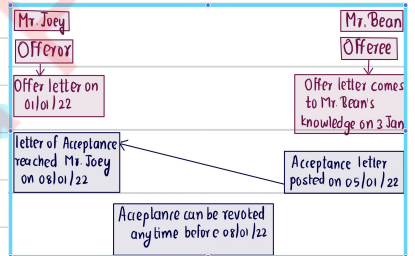 Mr. Joey
Mr. Bean
Offeror
Offeree
Offer letter on
01/01/22
Offer letter comes
to Mr. Bean's
knowledge on 3 Jan
letter of Acceptance
reached Mr. Joey
on 08/01/22
Acceptance letter
posted on 05/01/22
Acceptance can be revoked
anytime before 08/01/22